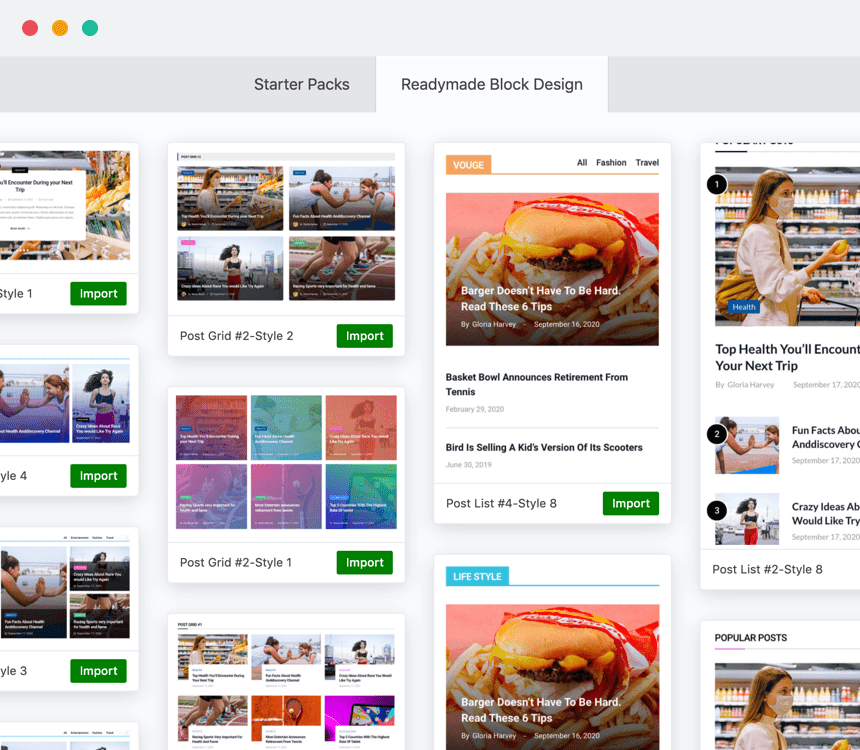 Starter Packs
Readymade Block Design
u'll Encounter During your Next
Trip
Style 1
Import
Health Anddiscovery Channel
Crazy Ideas About Race You
Would Like Try Again
yle 4
Import
Fun Facts About Health
Anddiscovery Channel
Crazy Ideas About Race You
would Like Try Again
Racing Sports very important
for health and fame
yle 3
Import
POST GRID #2
Top Health You'll Encounter During your Next Trip
Fun Facts About Health Anddiscovery Channel
Crazy Ideas About Race You would Like Try Again
Racing Sports very important for health and fame
Post Grid #2-Style 2
Import
Top Health You'll Encounter During
your Next Trip
Fun Facts About Health
Anddiscovery Channel
Crazy Ideas About Race You would
Like Try Again
Racing Sports very important for
health and fame
Most Entertain announces
retirement from tennis
Top 5 Countries With The Highest
Rate Of Tablet
Post Grid #2-Style 1
Import
POST GRID #1
Top Health You'll Encounter During
Your Next Trip
Fun Facts About Health
Anddiscovery Channel
Crazy Ideas About Race You Would
Like Try Again
Racing Sports Very Important For
Health And Fame
Most Entertain Announces
Retirement From Tennis
Top 5 Countries With The Highest
Rate Of Tablet
VOUGE
All Fashion Travel
Barger Doesn't Have To Be Hard.
Read These 6 Tips
By Gloria Harvey - September 16, 2020
Basket Bowl Announces Retirement From
Tennis
February 29, 2020
Bird Is Selling A Kid's Version Of Its Scooters
June 30, 2019
Post List #4-Style 8
Import
LIFE STYLE
Barger Doesn't Have To Be Hard.
Read These 6 Tips
By Gloria Harvey - September 16, 2020
POPULAR POSTS
1
Health
Top Health You'll Encount
Your Next Trip
By Gloria Harvey September 17, 2020
2
Fun Facts Abou
Anddiscovery C
September 17, 2020
3
Crazy Ideas Ab
Would Like Try
September 17, 2020
Post List #2-Style 8
POPULAR POSTS